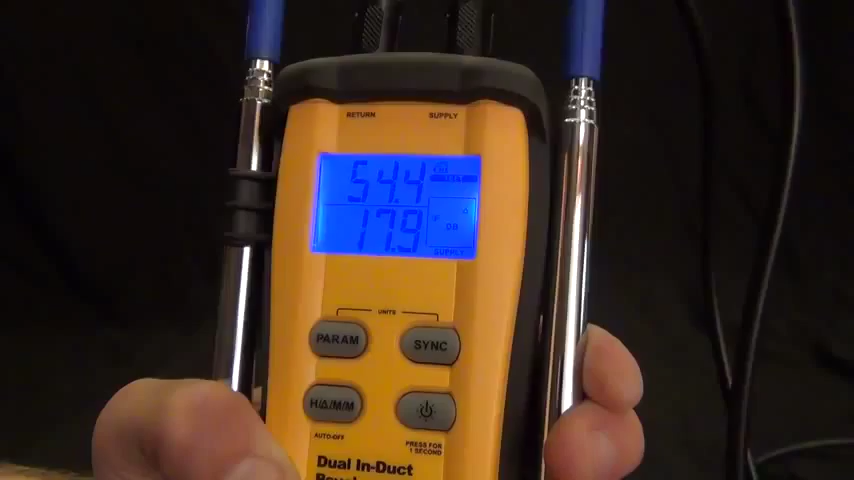 RETURN SUPPLY
54.4
17.9
°F
Δ
DB
SUPPLY
UNITS
PARAM SYNC
H/Δ/M/M
AUTO-OFF
PRESS FOR
1 SECOND
Dual In-Duct